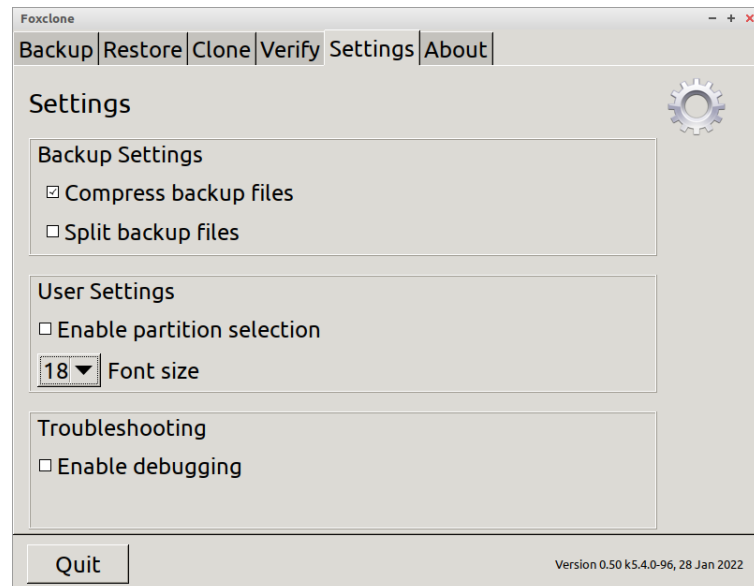 Foxclone
Backup Restore Clone Verify Settings About
Settings
Backup Settings
Compress backup files
Split backup files
User Settings
Enable partition selection
18 Font size
Troubleshooting
Enable debugging
Quit
Version 0.50 k5.4.0-96, 28 Jan 2022